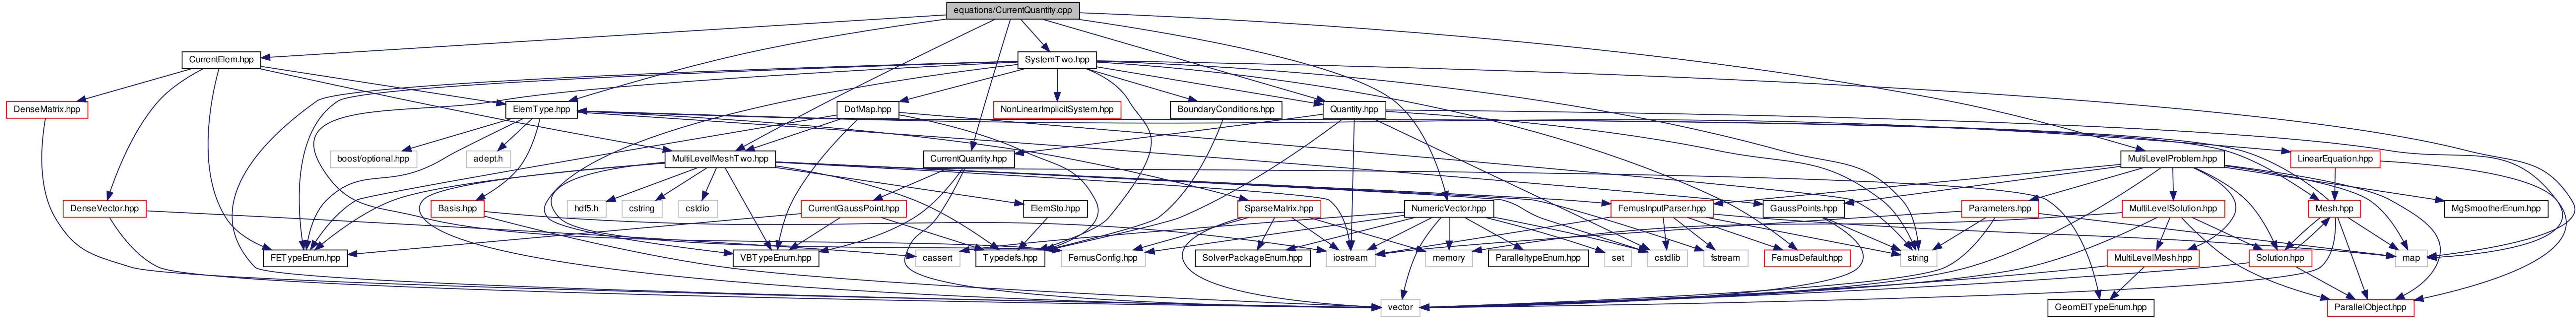 equations/CurrentQuantity.cpp
CurrentElem.hpp
SystemTwo.hpp
DenseMatrix.hpp
ElemType.hpp
DofMap.hpp
NonLinearImplicitSystem.hpp
BoundaryConditions.hpp
Quantity.hpp
boost/optional.hpp
adept.h
MultiLevelMeshTwo.hpp
CurrentQuantity.hpp
MultiLevelProblem.hpp
LinearEquation.hpp
DenseVector.hpp
Basis.hpp
hdf5.h
cstring
cstdio
CurrentGaussPoint.hpp
ElemSto.hpp
SparseMatrix.hpp
NumericVector.hpp
FemusInputParser.hpp
GaussPoints.hpp
Parameters.hpp
MultiLevelSolution.hpp
Mesh.hpp
MgSmootherEnum.hpp
FETypeEnum.hpp
VBTypeEnum.hpp
cassert
Typedefs.hpp
FemusConfig.hpp
SolverPackageEnum.hpp
iostream
memory
ParalleltypeEnum.hpp
set
cstdlib
fstream
FemusDefault.hpp
string
MultiLevelMesh.hpp
Solution.hpp
map
vector
GeomElTypeEnum.hpp
ParallelObject.hpp